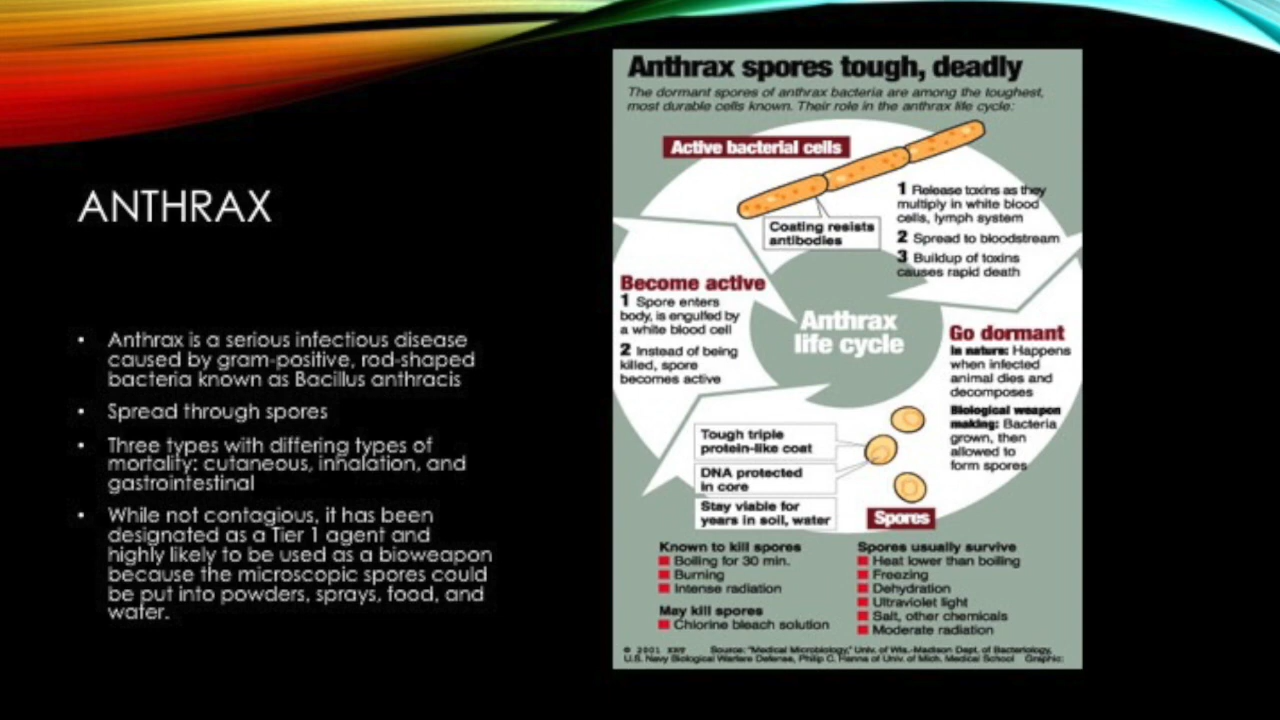 ANTHRAX
• Anthrax is a serious infectious disease
caused by gram-positive, rod-shaped
bacteria known as Bacillus anthracis
• Spread through spores
• Three types with differing types of
mortality: cutaneous, inhalation, and
gastrointestinal
• While not contagious, it has been
designated as a Tier 1 agent and
highly likely to be used as a bioweapon
because the microscopic spores could
be put into powders, sprays, food, and
water.
Anthrax spores tough, deadly
The dormant spores of anthrax bacteria are among the toughest,
most durable cells known. Their role in the anthrax life cycle:
Active bacterial cells
Coating resists
antibodies
1 Release toxins as they
multiply in white blood
cells, lymph system
2 Spread to bloodstream
3 Buildup of toxins
causes rapid death
Become active
1 Spore enters
body, is engulfed by
a white blood cell
2 Instead of being
killed, spore
becomes active
Anthrax
life cycle
Go dormant
In nature: Happens
when infected
animal dies and
decomposes
Biological weapon
making: Bacteria
grown, then
allowed to
form spores
Tough triple
protein-like coat
DNA protected
in core
Stay viable for
years in soil, water
Spores
Known to kill spores
Boiling for 30 min.
Burning
Intense radiation
May kill spores
Chlorine bleach solution
Spores usually survive
Heat lower than boiling
Freezing
Dehydration
Ultraviolet light
Salt, other chemicals
Moderate radiation
© 2001 KRT Source: "Medical Microbiology," Univ. of Wis.-Madison Dept. of Bacteriology,
U.S. Navy Biological Warfare Defense, Philip C. Hanna of Univ. of Mich. Medical School Graphic: